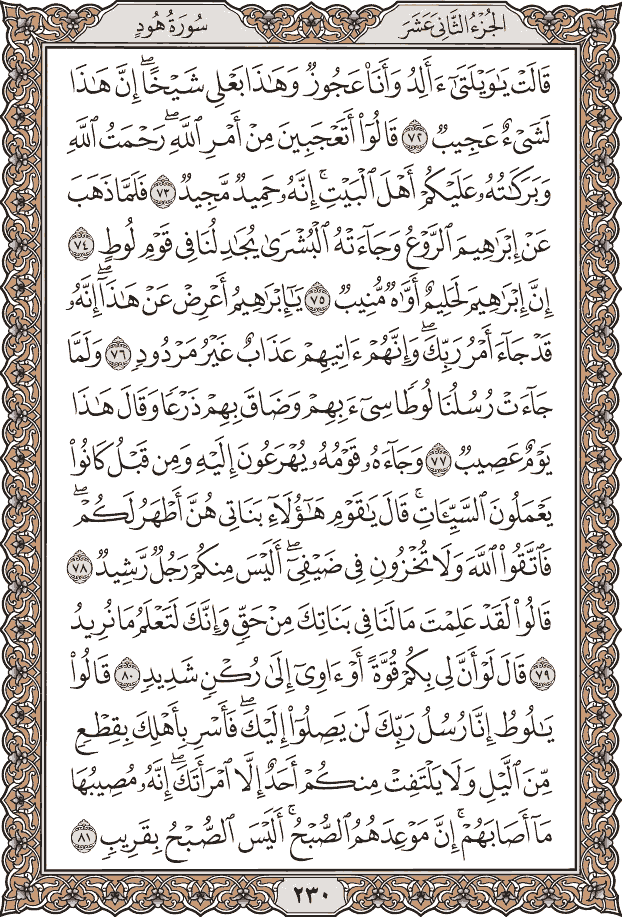 الجُزْءُ الثَّانِي عَشَرَ
سُورَةُ هُودٍ
قَالَتْ يَٰوَيْلَتَىٰٓ ءَأَلِدُ وَأَنَا۠ عَجُوزٌ وَهَٰذَا بَعْلِى شَيْخًا ۖ إِنَّ هَٰذَا
لَشَىْءٌ عَجِيبٌ ٧٢ قَالُوٓا۟ أَتَعْجَبِينَ مِنْ أَمْرِ ٱللَّهِ ۖ رَحْمَتُ ٱللَّهِ
وَبَرَكَٰتُهُۥ عَلَيْكُمْ أَهْلَ ٱلْبَيْتِ ۚ إِنَّهُۥ حَمِيدٌ مَّجِيدٌ ٧٣ فَلَمَّا ذَهَبَ
عَنْ إِبْرَٰهِيمَ ٱلرَّوْعُ وَجَآءَتْهُ ٱلْبُشْرَىٰ يُجَٰدِلُنَا فِى قَوْمِ لُوطٍ ٧٤
إِنَّ إِبْرَٰهِيمَ لَحَلِيمٌ أَوَّٰهٌ مُّنِيبٌ ٧٥ يَٰٓإِبْرَٰهِيمُ أَعْرِضْ عَنْ هَٰذَآ ۖ إِنَّهُۥ
قَدْ جَآءَ أَمْرُ رَبِّكَ ۖ وَإِنَّهُمْ ءَاتِيهِمْ عَذَابٌ غَيْرُ مَرْدُودٍ ٧٦ وَلَمَّا
جَآءَتْ رُسُلُنَا لُوطًا سِىٓءَ بِهِمْ وَضَاقَ بِهِمْ ذَرْعًا وَقَالَ هَٰذَا
يَوْمٌ عَصِيبٌ ٧٧ وَجَآءَهُۥ قَوْمُهُۥ يُهْرَعُونَ إِلَيْهِ وَمِن قَبْلُ كَانُوا۟
يَعْمَلُونَ ٱلسَّيِّـَٔاتِ ۚ قَالَ يَٰقَوْمِ هَٰٓؤُلَآءِ بَنَاتِى هُنَّ أَطْهَرُ لَكُمْ ۖ
فَٱتَّقُوا۟ ٱللَّهَ وَلَا تُخْزُونِ فِى ضَيْفِىٓ ۖ أَلَيْسَ مِنكُمْ رَجُلٌ رَّشِيدٌ ٧٨
قَالُوا۟ لَقَدْ عَلِمْتَ مَا لَنَا فِى بَنَاتِكَ مِنْ حَقٍّ وَإِنَّكَ لَتَعْلَمُ مَا نُرِيدُ
٧٩ قَالَ لَوْ أَنَّ لِى بِكُمْ قُوَّةً أَوْ ءَاوِىٓ إِلَىٰ رُكْنٍ شَدِيدٍ ٨٠ قَالُوا۟
يَٰلُوطُ إِنَّا رُسُلُ رَبِّكَ لَن يَصِلُوٓا۟ إِلَيْكَ ۖ فَأَسْرِ بِأَهْلِكَ بِقِطْعٍ
مِّنَ ٱلَّيْلِ وَلَا يَلْتَفِتْ مِنكُمْ أَحَدٌ إِلَّا ٱمْرَأَتَكَ ۖ إِنَّهُۥ مُصِيبُهَا
مَآ أَصَابَهُمْ ۚ إِنَّ مَوْعِدَهُمُ ٱلصُّبْحُ ۚ أَلَيْسَ ٱلصُّبْحُ بِقَرِيبٍ ٨١
٢٣٠